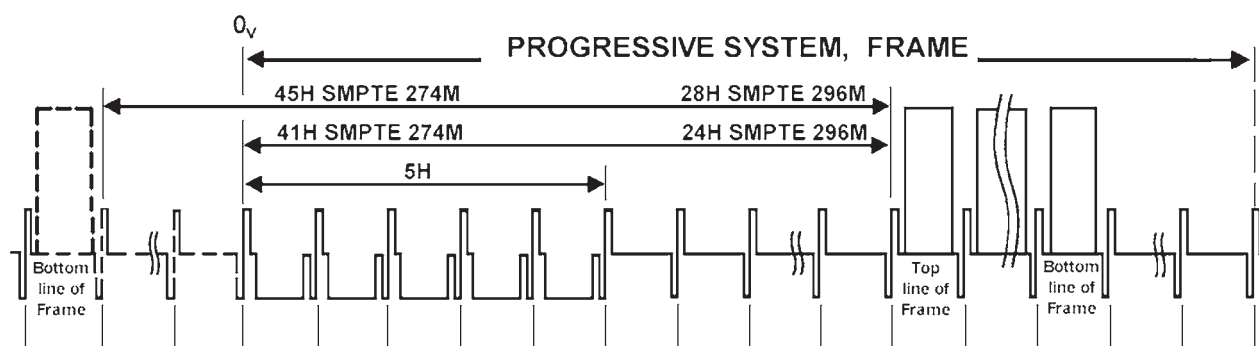 0V
PROGRESSIVE SYSTEM, FRAME
45H SMPTE 274M 28H SMPTE 296M
41H SMPTE 274M 24H SMPTE 296M
5H
Bottom
line of
Frame
Top
line of
Frame
Bottom
line of
Frame